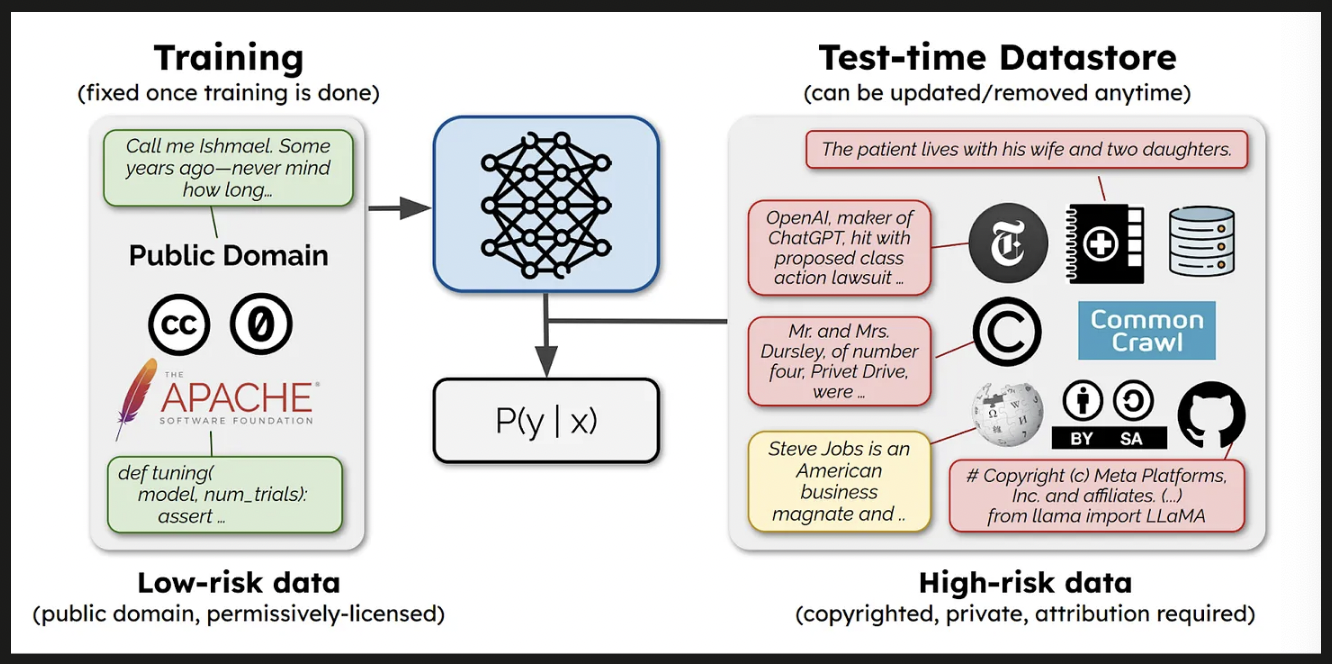 Training
(fixed once training is done)
Call me Ishmael. Some
years ago—never mind
how long…
Public Domain
cc
0
THE
APACHE®
SOFTWARE FOUNDATION
def tuning(
model, num_trials):
assert …
Low-risk data
(public domain, permissively-licensed)
P(y | x)
Test-time Datastore
(can be updated/removed anytime)
The patient lives with his wife and two daughters.
OpenAI, maker of
ChatGPT, hit with
proposed class
action lawsuit …
T
Mr. and Mrs.
Dursley, of number
four, Privet Drive,
were …
C
Common
Crawl
Steve Jobs is an
American
business
magnate and ..
Ω W И
BY SA
# Copyright (c) Meta Platforms,
Inc. and affiliates. (...)
from llama import LLaMA
High-risk data
(copyrighted, private, attribution required)